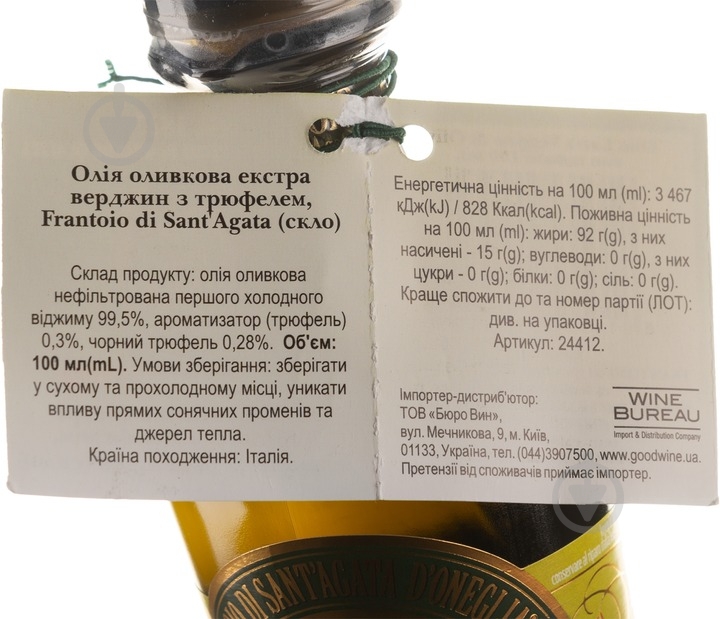 Олія оливкова екстра
верджин з трюфелем,
Frantoio di Sant'Agata (скло)
Склад продукту: олія оливкова
нефільтрована першого холодного
віджиму 99,5%, ароматизатор (трюфель)
0,3%, чорний трюфель 0,28%. Об'єм:
100 мл(mL). Умови зберігання: зберігати
у сухому та прохолодному місці, уникати
впливу прямих сонячних променів та
джерел тепла.
Країна походження: Італія.
Енергетична цінність на 100 мл (ml): 3 467
кДж(kJ) / 828 Ккал(kcal). Поживна цінність
на 100 мл (ml): жири: 92 г(g), з них
насичені - 15 г(g); вуглеводи: 0 г(g), з них
цукри - 0 г(g); білки: 0 г(g); сіль: 0 г(g).
Краще спожити до та номер партії (ЛОТ):
див. на упаковці.
Артикул: 24412.
Імпортер-дистриб'ютор:
ТОВ «Бюро Вин»,
вул. Мечникова, 9, м. Київ,
01133, Україна, тел. (044)3907500, www.goodwine.ua.
Претензії від споживачів приймає імпортер.
WINE
BUREAU
Import & Distribution Company
DI SANT'AGATA D'ONEGLIA